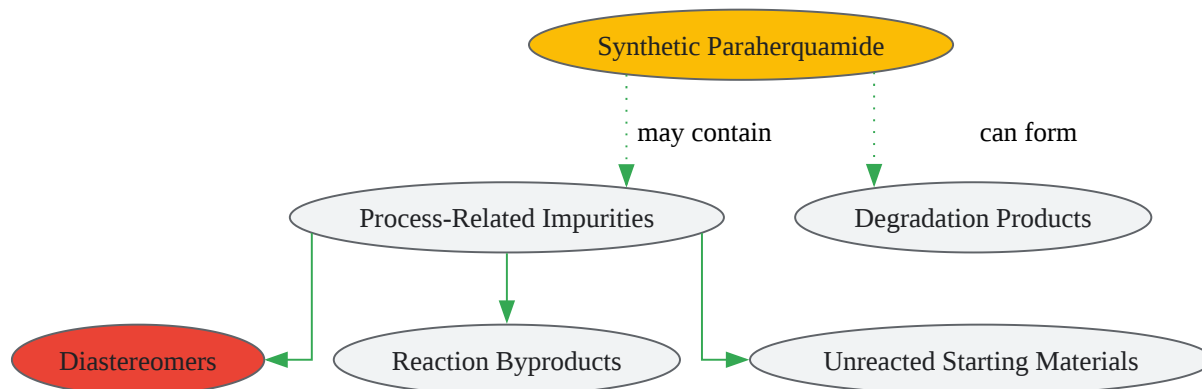 Synthetic Paraherquamide
may contain
can form
Process-Related Impurities
Degradation Products
Diastereomers
Reaction Byproducts
Unreacted Starting Materials